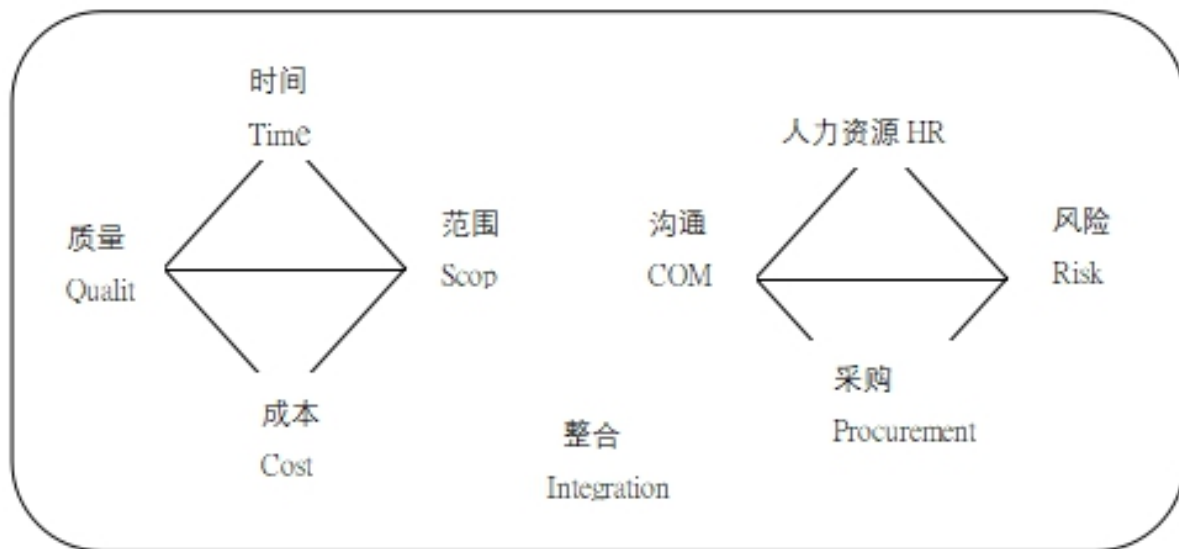 时间
Time
质量
Qualit
范围
Scop
成本
Cost
人力资源 HR
沟通
COM
风险
Risk
采购
Procurement
整合
Integration